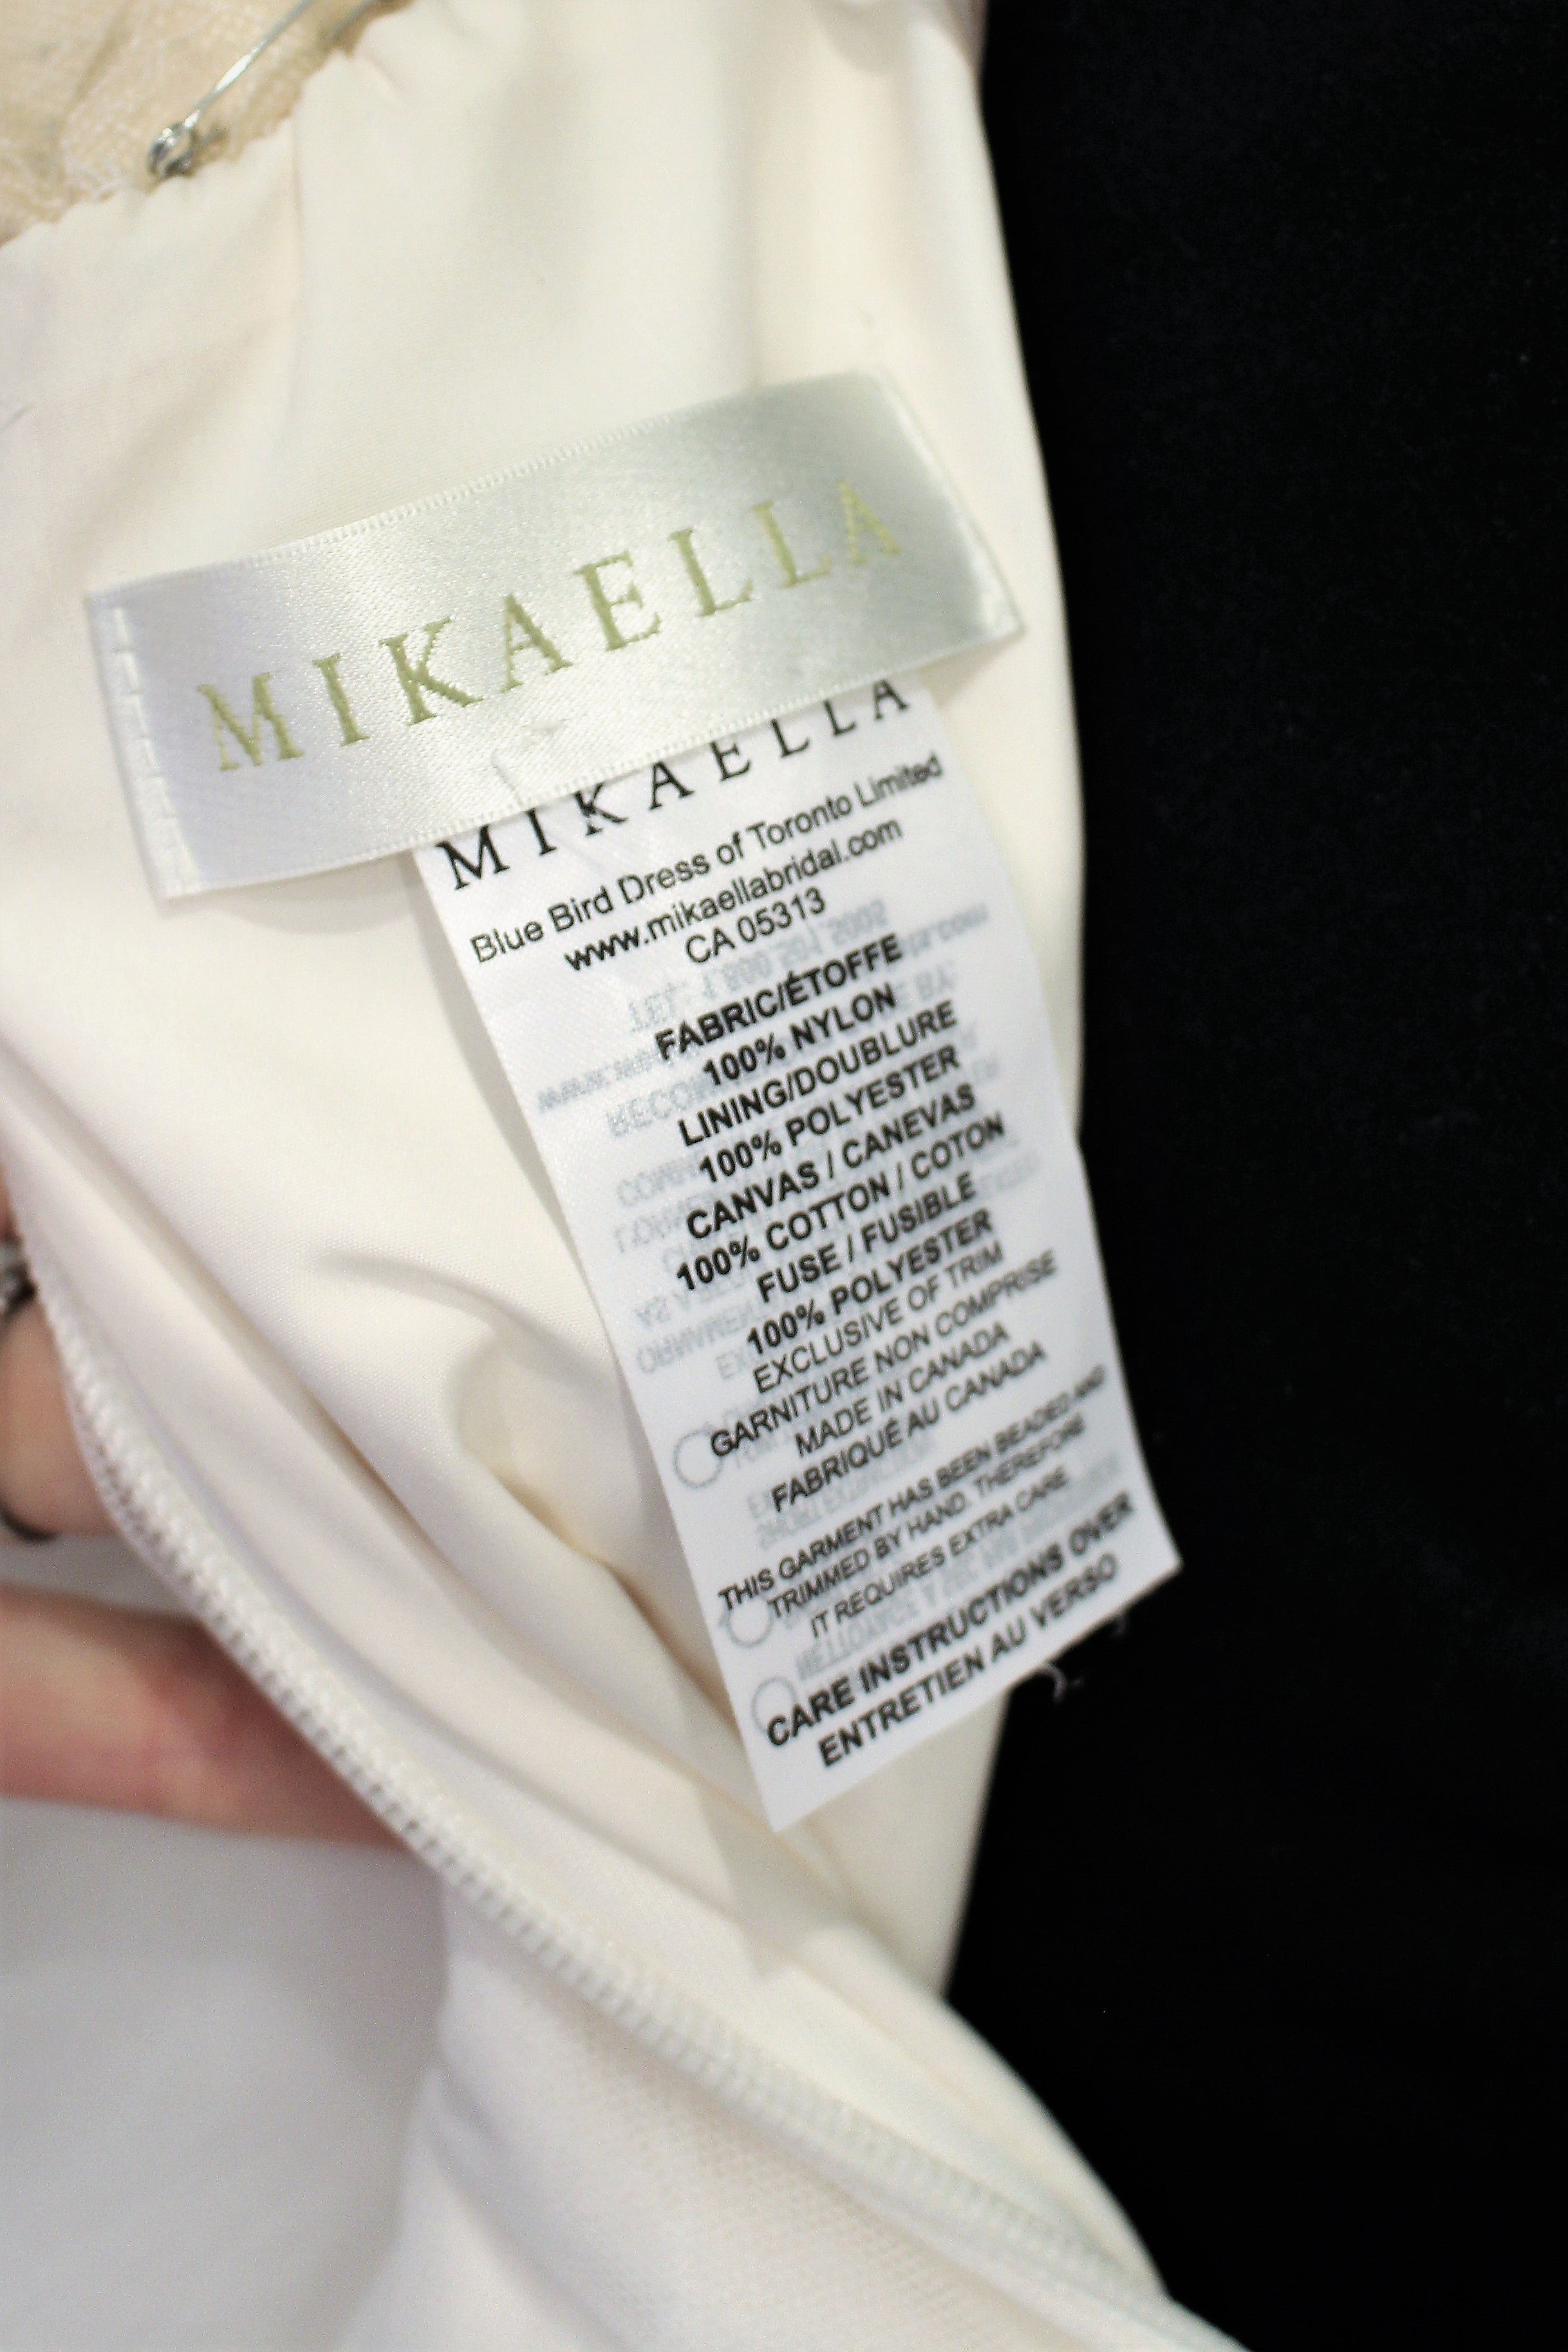 MIKAELLA
MIKAELLA
Blue Bird Dress of Toronto Limited
www.mikaellabridal.com
CA 05313
FABRIC/ÉTOFFE
100% NYLON
LINING/DOUBLURE
100% POLYESTER
CANVAS / CANEVAS
100% COTTON / COTON
FUSE / FUSIBLE
100% POLYESTER
EXCLUSIVE OF TRIM
GARNITURE NON COMPRISE
MADE IN CANADA
FABRIQUÉ AU CANADA
THIS GARMENT HAS BEEN BEADED AND
TRIMMED BY HAND. THEREFORE
IT REQUIRES EXTRA CARE
CARE INSTRUCTIONS OVER
ENTRETIEN AU VERSO